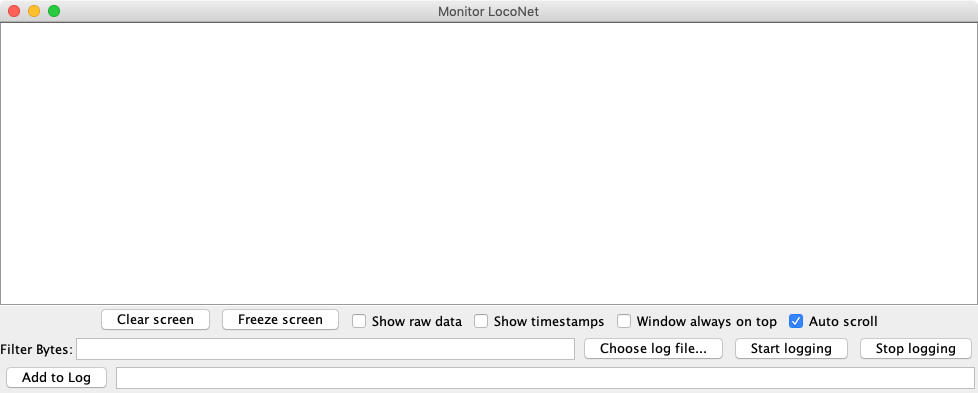 Monitor LocoNet
Clear screen Freeze screen Show raw data Show timestamps Window always on top Auto scroll
Filter Bytes: Choose log file... Start logging Stop logging
Add to Log